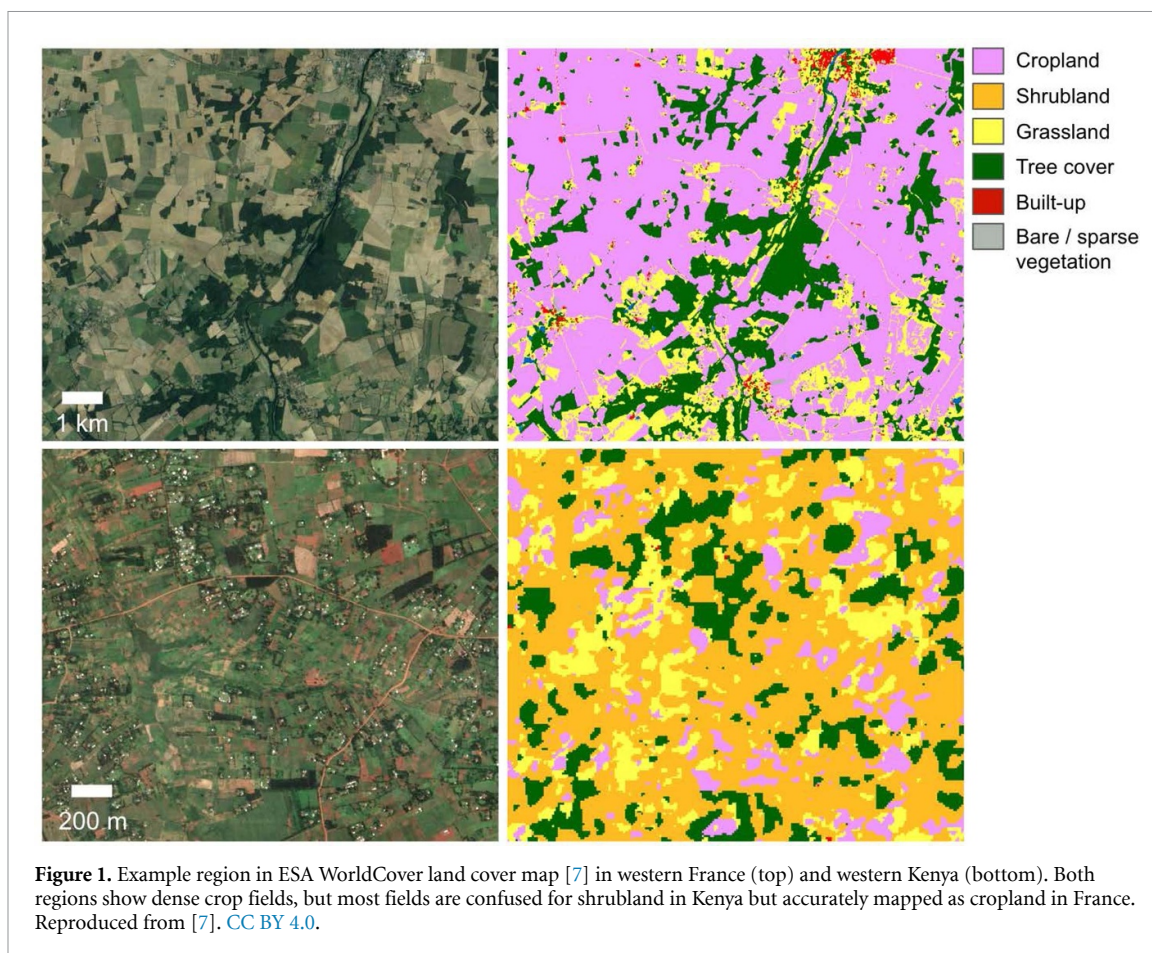 Cropland
Shrubland
Grassland
Tree cover
Built-up
Bare / sparse
vegetation
1 km
200 m
Figure 1. Example region in ESA WorldCover land cover map [7] in western France (top) and western Kenya (bottom). Both
regions show dense crop fields, but most fields are confused for shrubland in Kenya but accurately mapped as cropland in France.
Reproduced from [7]. CC BY 4.0.